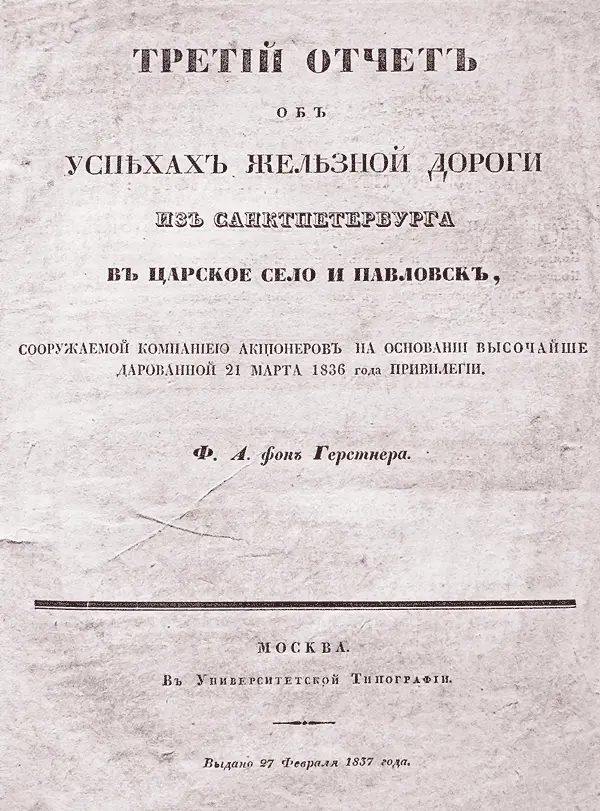 ТРЕТІЙ ОТЧЕТЪ
ОБЪ
УСПѢХАХЪ ЖЕЛѢЗНОЙ ДОРОГИ
ИЗЪ САНКТПЕТЕРБУРГА
ВЪ ЦАРСКОЕ СЕЛО И ПАВЛОВСКЪ,
СООРУЖАЕМОЙ КОМПАНІЕЮ АКЦІОНЕРОВЪ НА ОСНОВАНІИ ВЫСОЧАЙШЕ
ДАРОВАННОЙ 21 МАРТА 1836 года ПРИВИЛЕГІИ.
Ф. А. фонъ Герстнера.
МОСКВА.
Въ Университетской Типографіи.
Выдано 27 Февраля 1837 года.